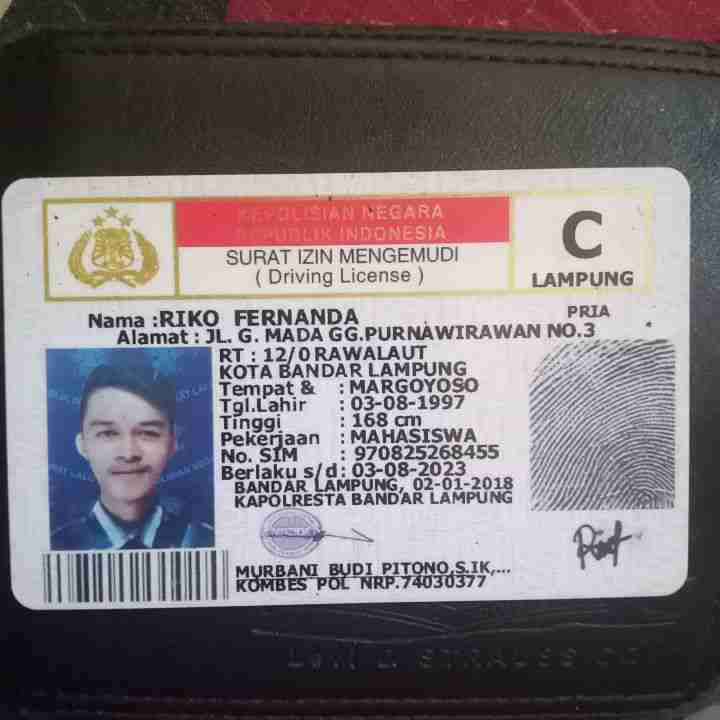 KEPOLISIAN NEGARA
REPUBLIK INDONESIA
SURAT IZIN MENGEMUDI
( Driving License )
C
LAMPUNG
Nama :RIKO FERNANDA PRIA
Alamat : JL. G. MADA GG.PURNAWIRAWAN NO.3
RT : 12/0 RAWALAUT
KOTA BANDAR LAMPUNG
Tempat & : MARGOYOSO
Tgl.Lahir : 03-08-1997
Tinggi : 168 cm
Pekerjaan : MAHASISWA
No. SIM : 970825268455
Berlaku s/d : 03-08-2023
BANDAR LAMPUNG, 02-01-2018
KAPOLRESTA BANDAR LAMPUNG
MURBANI BUDI PITONO,S.IK,...
KOMBES POL NRP.74030377